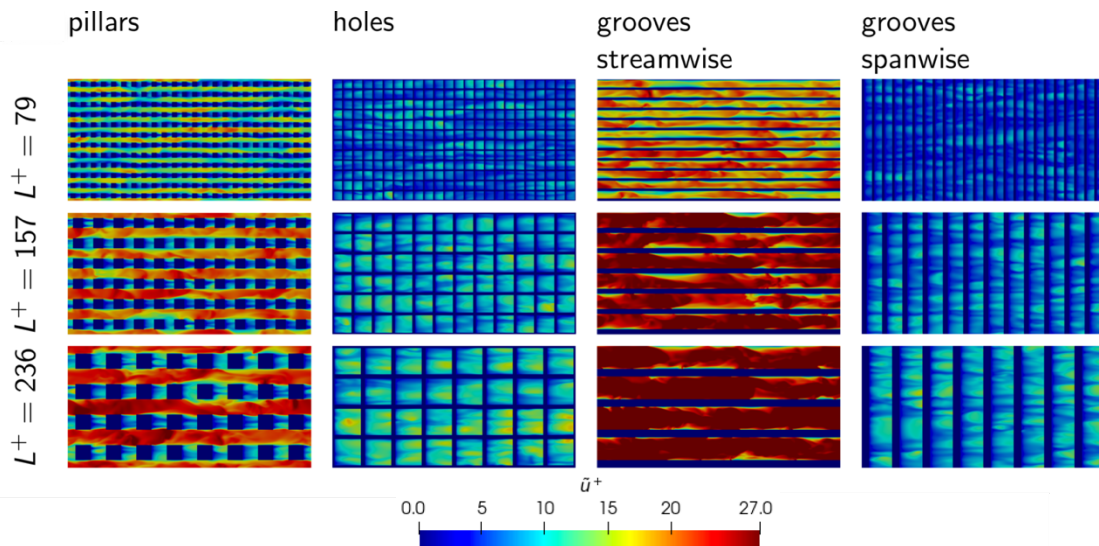 pillars
holes
grooves
streamwise
grooves
spanwise
L⁺ = 79
L⁺ = 157
L⁺ = 236
ũ⁺
0.0 5 10 15 20 27.0